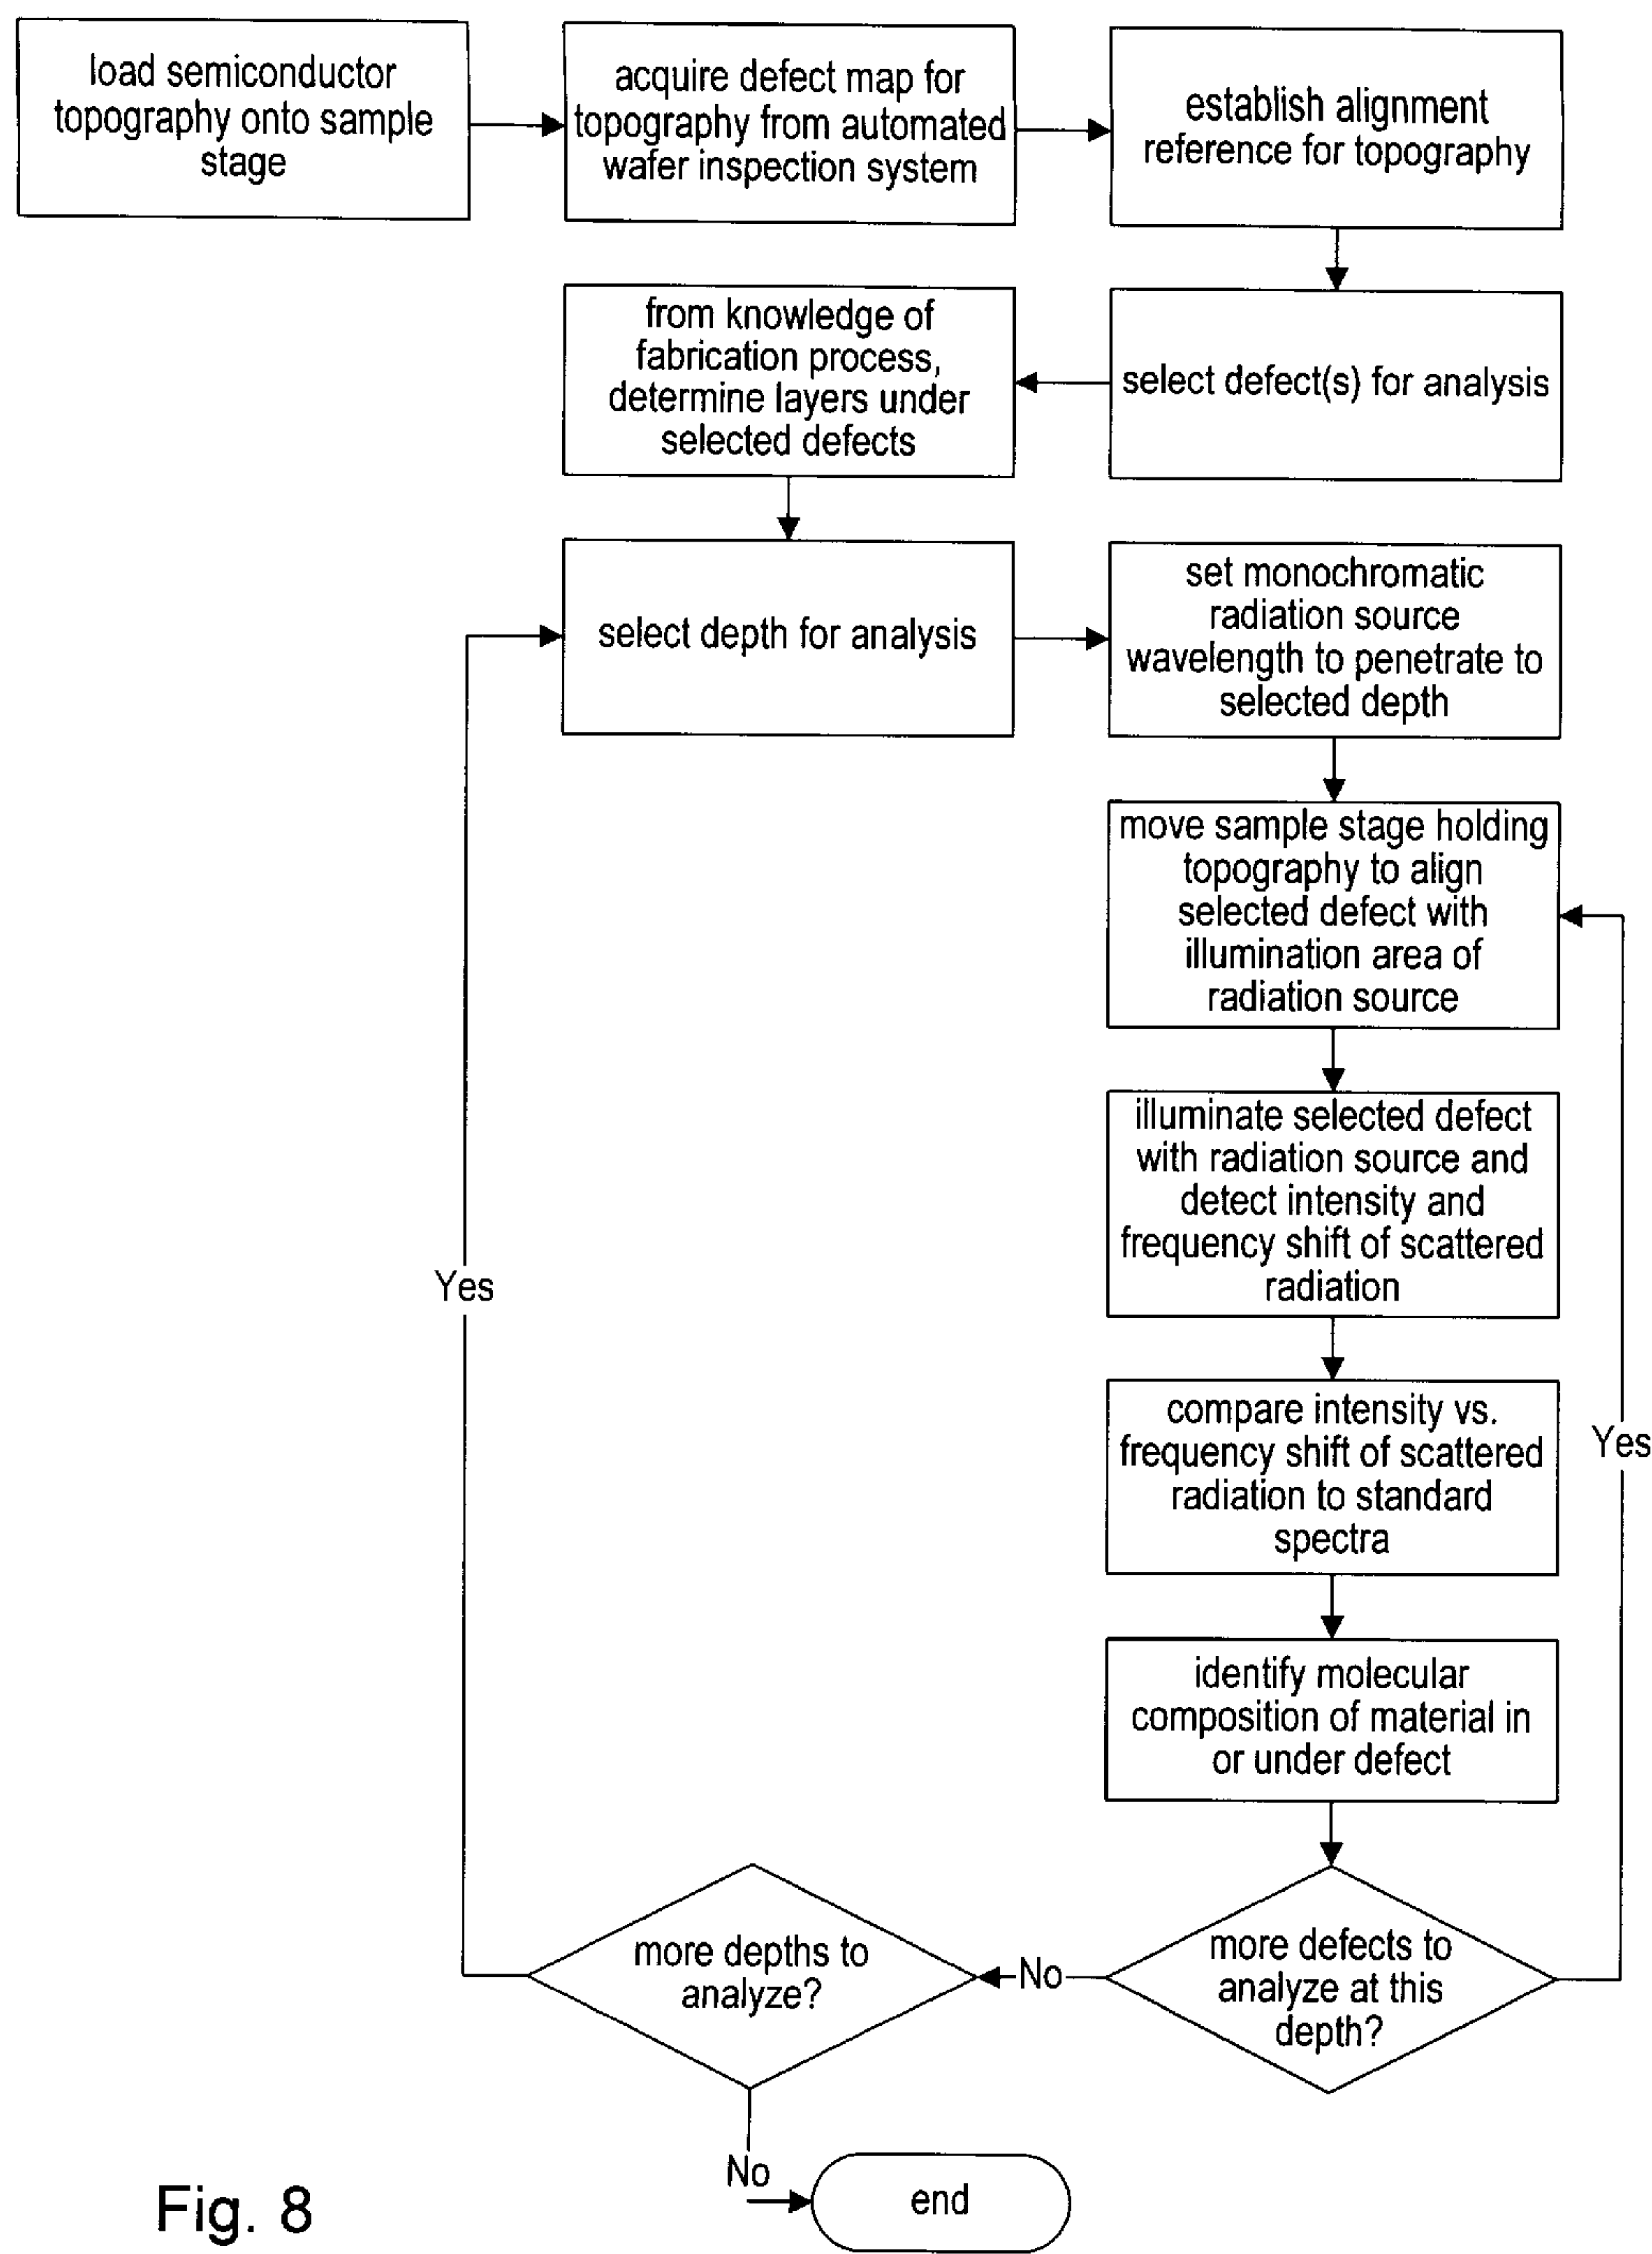 load semiconductor
topography onto sample
stage
acquire defect map for
topography from automated
wafer inspection system
establish alignment
reference for topography
select defect(s) for analysis
from knowledge of
fabrication process,
determine layers under
selected defects
select depth for analysis
set monochromatic
radiation source
wavelength to penetrate to
selected depth
move sample stage holding
topography to align
selected defect with
illumination area of
radiation source
illuminate selected defect
with radiation source and
detect intensity and
frequency shift of scattered
radiation
compare intensity vs.
frequency shift of scattered
radiation to standard
spectra
identify molecular
composition of material in
or under defect
more defects to
analyze at this
depth?
Yes
No
more depths to
analyze?
Yes
No
end
Fig. 8